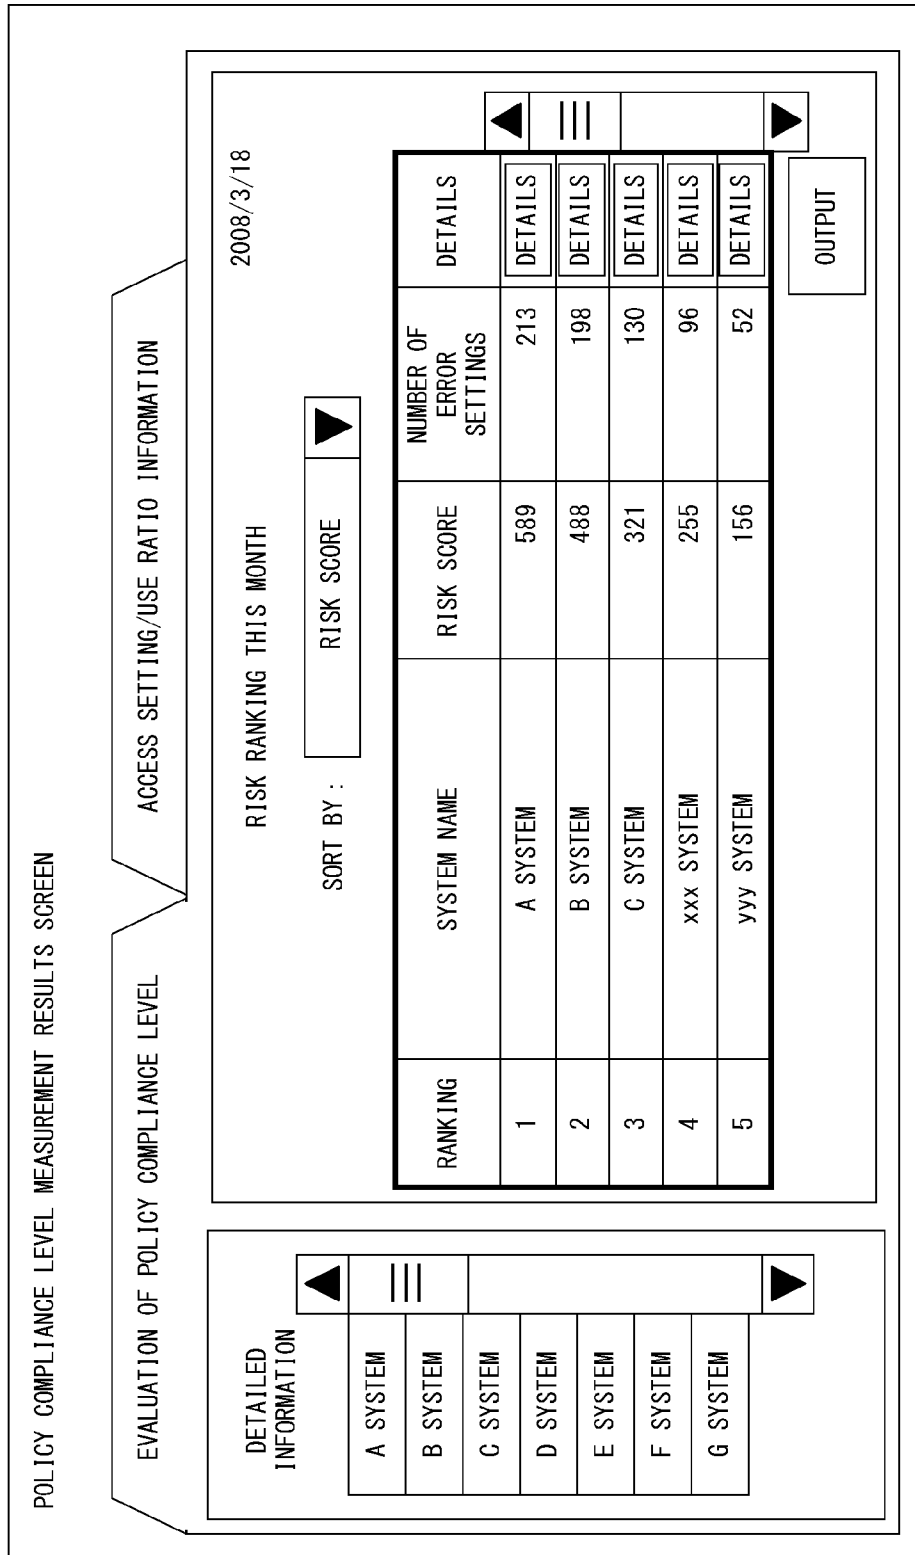 POLICY COMPLIANCE LEVEL MEASUREMENT RESULTS SCREEN
EVALUATION OF POLICY COMPLIANCE LEVEL
ACCESS SETTING/USE RATIO INFORMATION
DETAILED
INFORMATION
A SYSTEM
B SYSTEM
C SYSTEM
D SYSTEM
E SYSTEM
F SYSTEM
G SYSTEM
RISK RANKING THIS MONTH
2008/3/18
SORT BY:
RISK SCORE
RANKING
SYSTEM NAME
RISK SCORE
NUMBER OF
ERROR
SETTINGS
DETAILS
1 A SYSTEM 589 213 DETAILS
2 B SYSTEM 488 198 DETAILS
3 C SYSTEM 321 130 DETAILS
4 xxx SYSTEM 255 96 DETAILS
5 yyy SYSTEM 156 52 DETAILS
OUTPUT